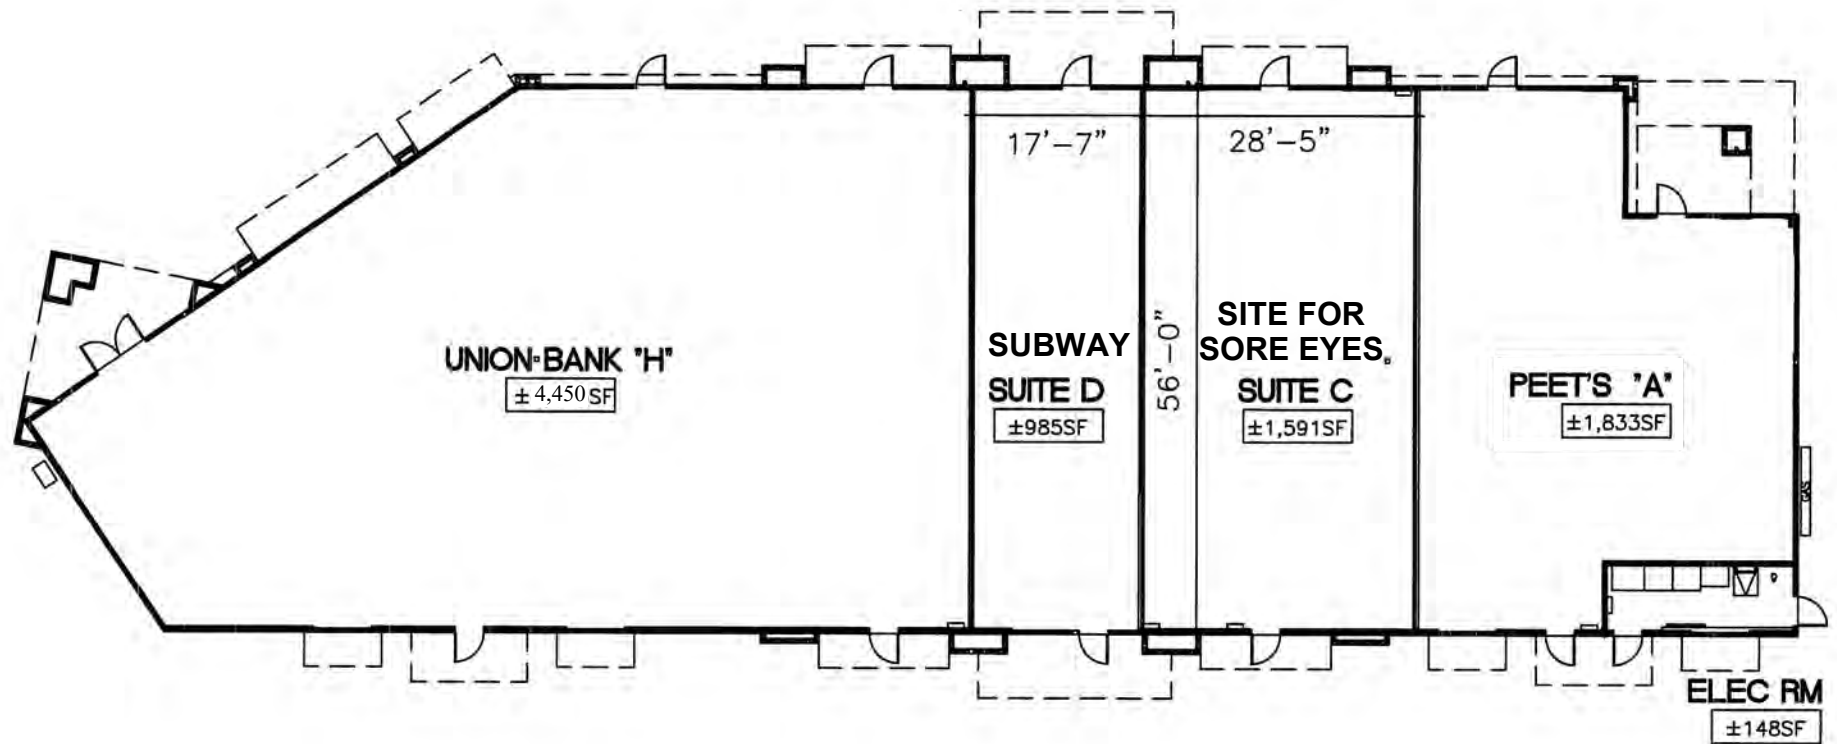 17'-7"
28'-5"
UNION BANK "H"
± 4,450 SF
SUBWAY
SUITE D
±985SF
56'-0"
SITE FOR
SORE EYES
SUITE C
±1,591SF
PEET'S "A"
±1,833SF
GAS
ELEC RM
±148SF